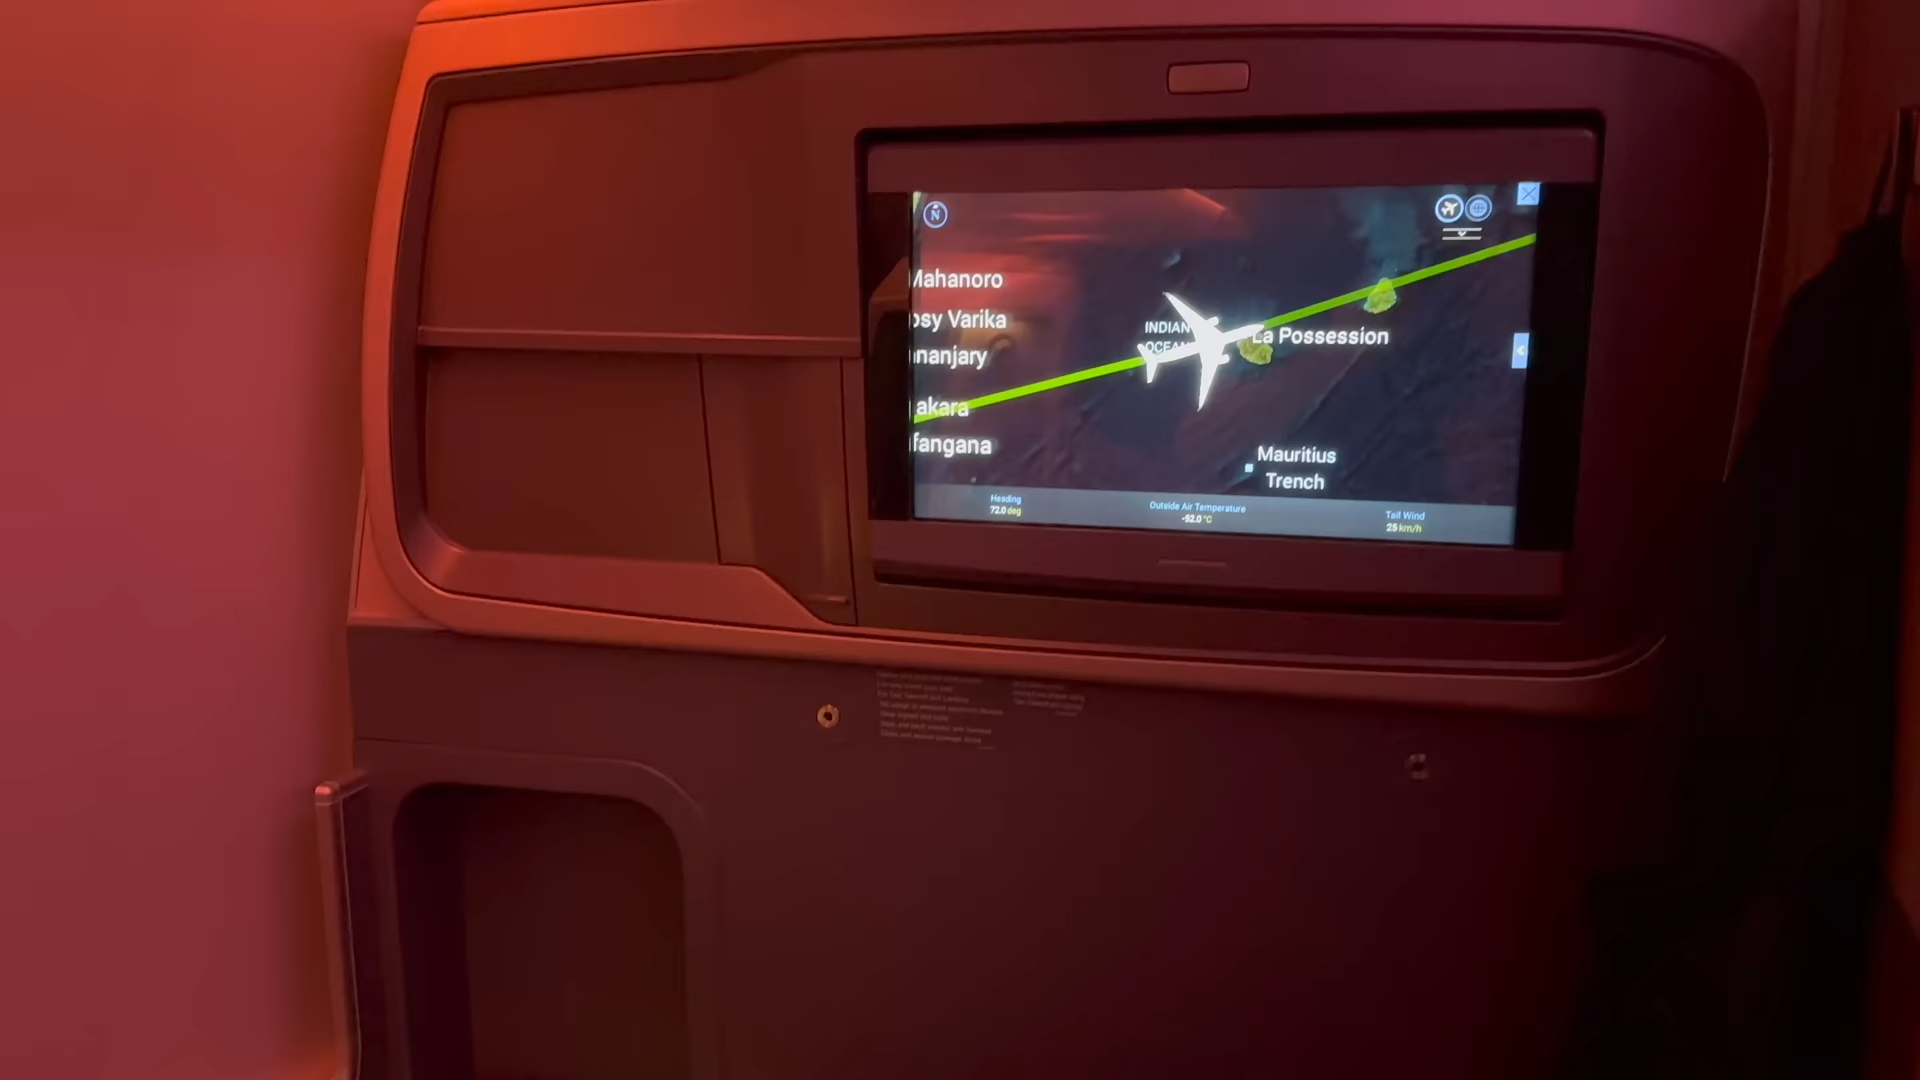 N
Mahanoro
osy Varika
nanjary
akara
fangana
INDIAN
OCEAN
La Possession
Mauritius
Trench
Heading
72.0 deg
Outside Air Temperature
-52.0 °C
Tail Wind
25 km/h